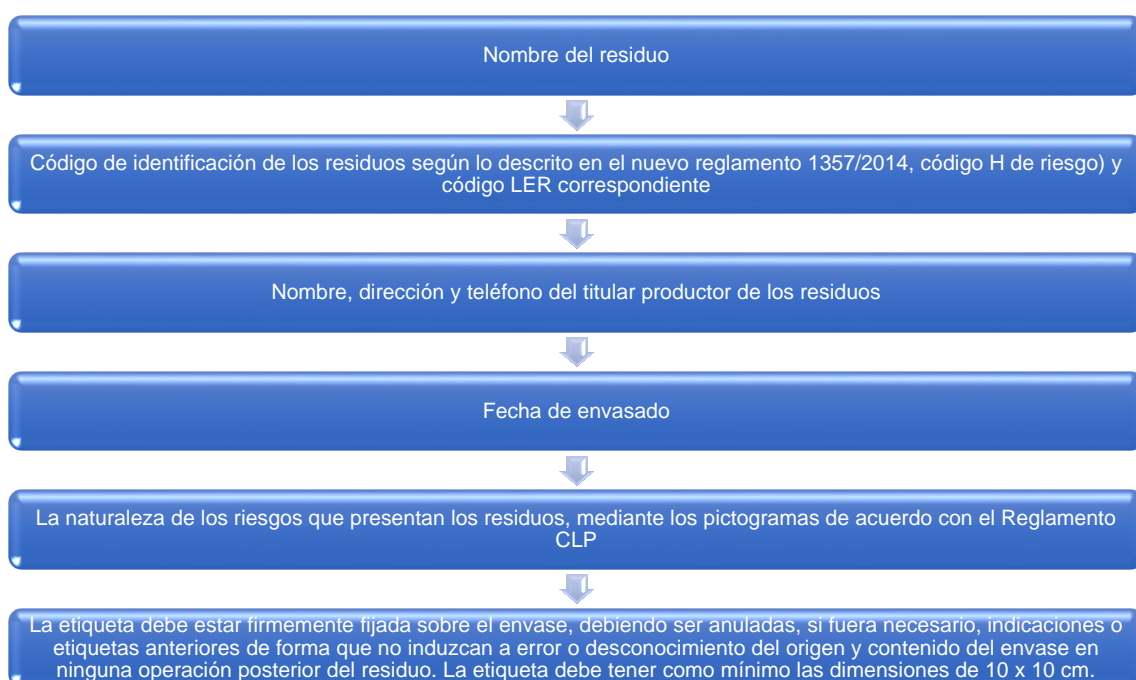 Nombre del residuo
Código de identificación de los residuos según lo descrito en el nuevo reglamento 1357/2014, código H de riesgo) y
código LER correspondiente
Nombre, dirección y teléfono del titular productor de los residuos
Fecha de envasado
La naturaleza de los riesgos que presentan los residuos, mediante los pictogramas de acuerdo con el Reglamento
CLP
La etiqueta debe estar firmemente fijada sobre el envase, debiendo ser anuladas, si fuera necesario, indicaciones o
etiquetas anteriores de forma que no induzcan a error o desconocimiento del origen y contenido del envase en
ninguna operación posterior del residuo. La etiqueta debe tener como mínimo las dimensiones de 10 x 10 cm.